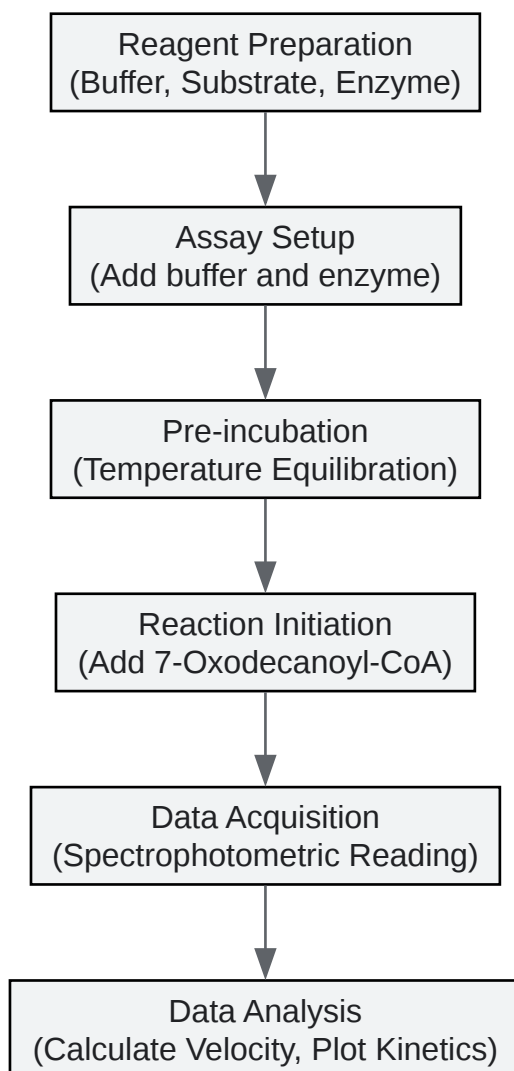 Reagent Preparation
(Buffer, Substrate, Enzyme)
Assay Setup
(Add buffer and enzyme)
Pre-incubation
(Temperature Equilibration)
Reaction Initiation
(Add 7-Oxodecanoyl-CoA)
Data Acquisition
(Spectrophotometric Reading)
Data Analysis
(Calculate Velocity, Plot Kinetics)